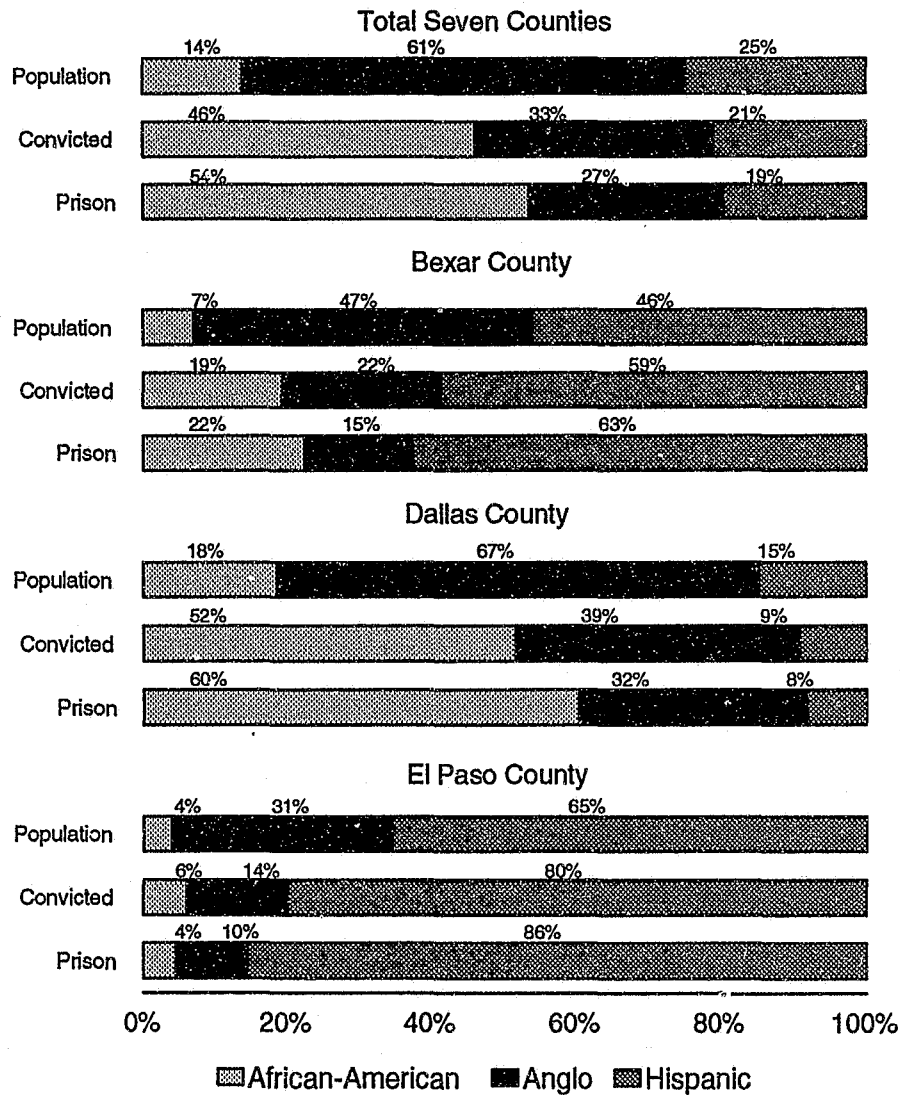 Total Seven Counties
14% 61% 25%
Population
46% 33% 21%
Convicted
54% 27% 19%
Prison
Bexar County
7% 47% 46%
Population
19% 22% 59%
Convicted
22% 15% 63%
Prison
Dallas County
18% 67% 15%
Population
52% 39% 9%
Convicted
60% 32% 8%
Prison
El Paso County
4% 31% 65%
Population
6% 14% 80%
Convicted
4% 10% 86%
Prison
0% 20% 40% 60% 80% 100%
African-American Anglo Hispanic